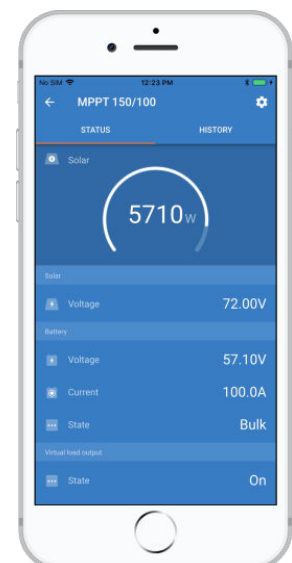 No SIM 12:23 PM
MPPT 150/100
STATUS HISTORY
Solar
5710W
Solar
Voltage 72.00V
Battery
Voltage 57.10V
Current 100.0A
State Bulk
Virtual load output
State On